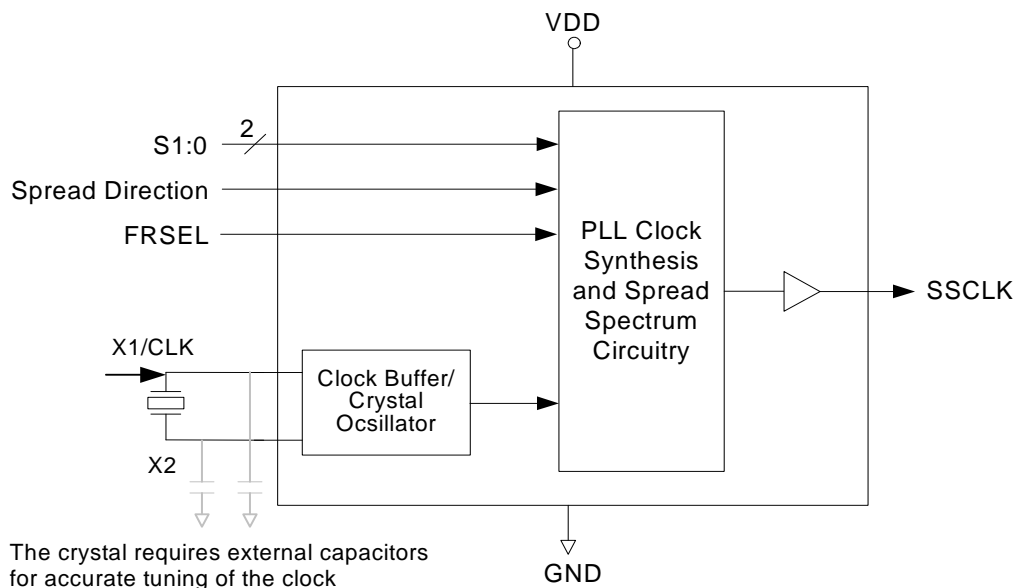 VDD
2
S1:0
Spread Direction
FRSEL
PLL Clock
Synthesis
and Spread
Spectrum
Circuitry
SSCLK
X1/CLK
Clock Buffer/
Crystal
Ocsillator
X2
The crystal requires external capacitors
for accurate tuning of the clock
GND